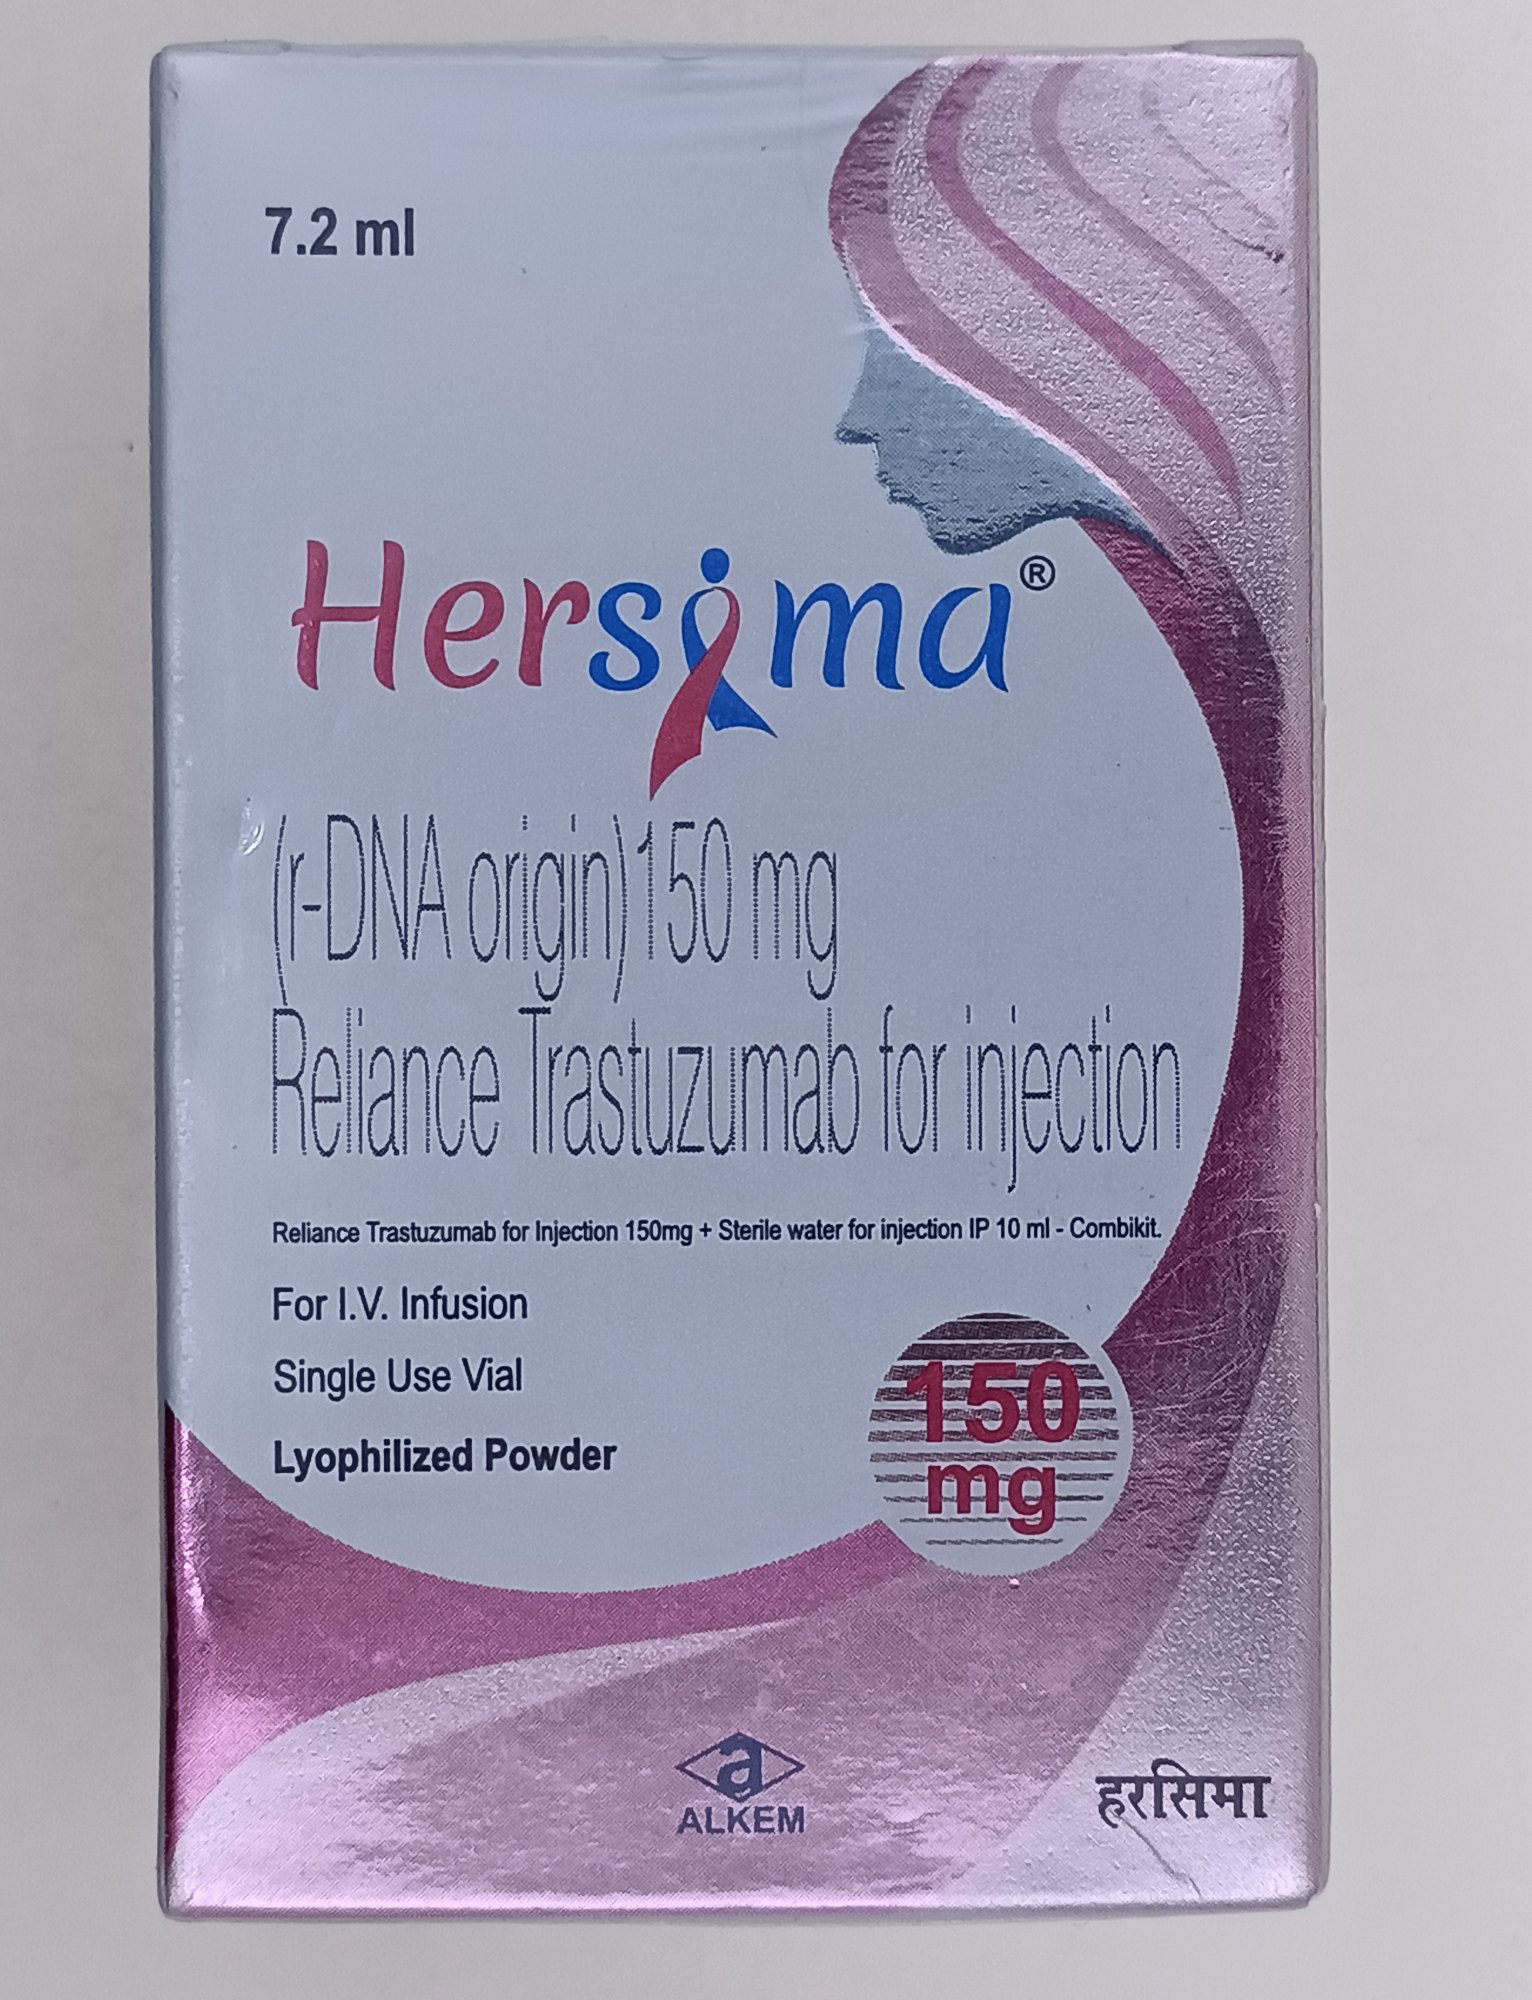 7.2 ml
Hersima®
(r-DNA origin) 150 mg
Reliance Trastuzumab for injection
Reliance Trastuzumab for Injection 150mg + Sterile water for injection IP 10 ml - Combikit.
For I.V. Infusion
Single Use Vial
Lyophilized Powder
150
mg
a
ALKEM
हरसिमा